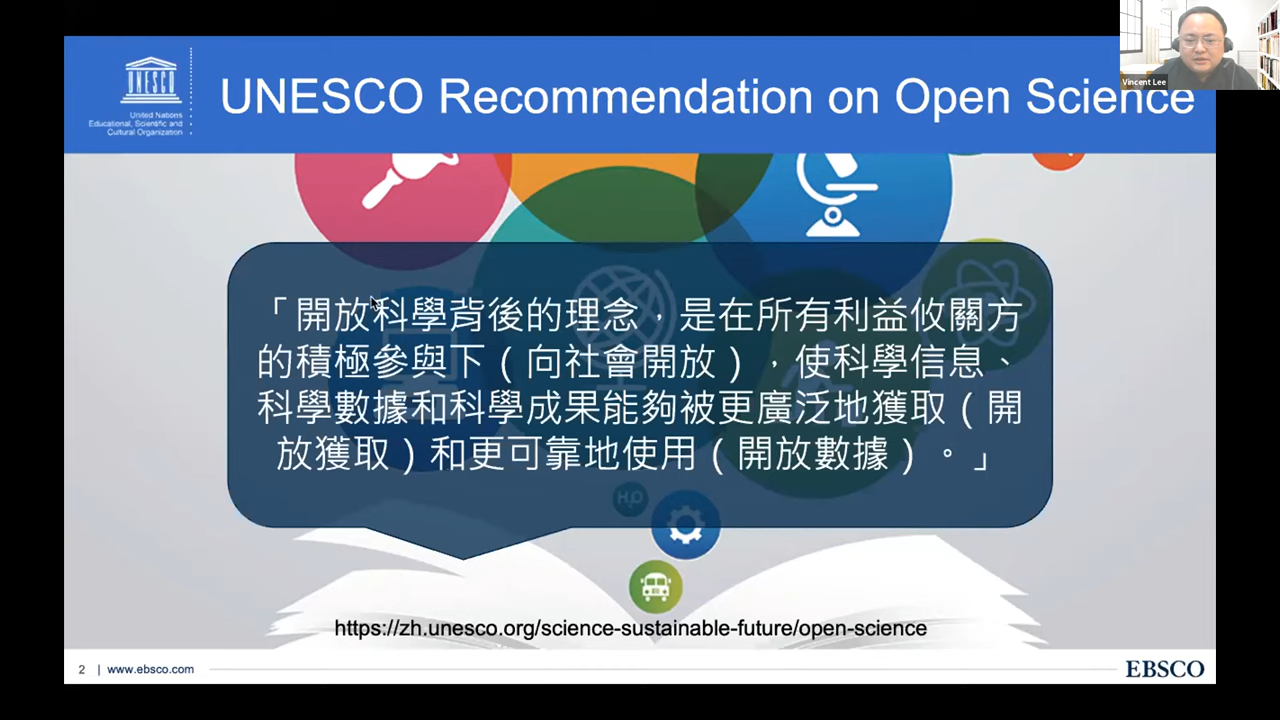 UNESCO
United Nations
Educational, Scientific and
Cultural Organization
UNESCO Recommendation on Open Science
Vincent Lee
「開放科學背後的理念，是在所有利益攸關方
的積極參與下（向社會開放），使科學信息、
科學數據和科學成果能夠被更廣泛地獲取（開
放獲取）和更可靠地使用（開放數據）。」
H₂O
https://zh.unesco.org/science-sustainable-future/open-science
2 | www.ebsco.com
EBSCO